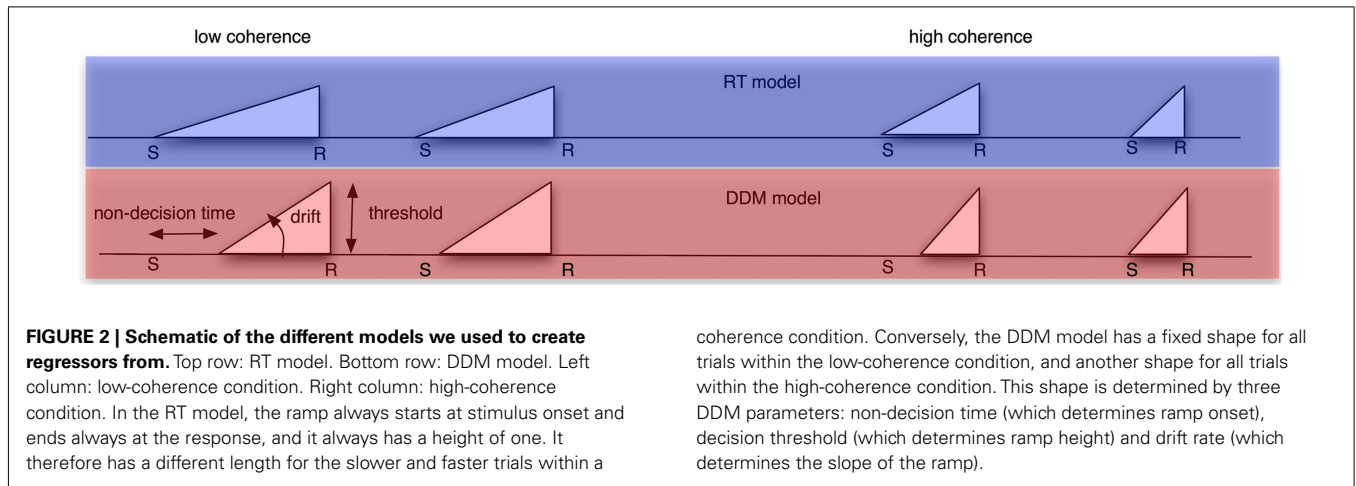 low coherence
high coherence
RT model
S R S R S R S R
DDM model
non-decision time drift threshold
S R S R S R S R
FIGURE 2 | Schematic of the different models we used to create
regressors from. Top row: RT model. Bottom row: DDM model. Left
column: low-coherence condition. Right column: high-coherence
condition. In the RT model, the ramp always starts at stimulus onset and
ends always at the response, and it always has a height of one. It
therefore has a different length for the slower and faster trials within a
coherence condition. Conversely, the DDM model has a fixed shape for all
trials within the low-coherence condition, and another shape for all trials
within the high-coherence condition. This shape is determined by three
DDM parameters: non-decision time (which determines ramp onset),
decision threshold (which determines ramp height) and drift rate (which
determines the slope of the ramp).